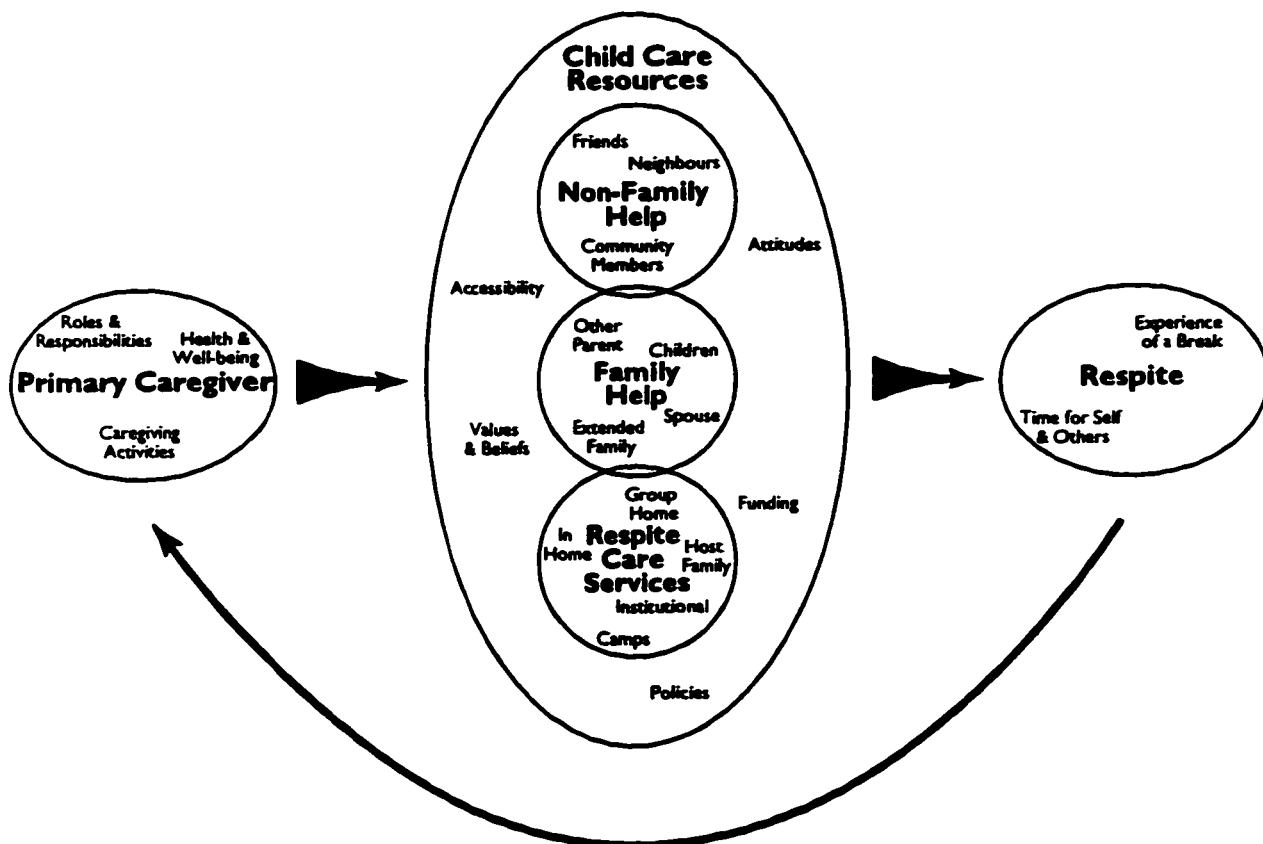 Child Care
Resources
Friends
Neighbours
Non-Family
Help
Community
Members
Attitudes
Accessibility
Roles &
Responsibilities
Health &
Well-being
Primary Caregiver
Caregiving
Activities
Other
Parent
Children
Family
Help
Spouse
Extended
Family
Values
& Beliefs
Experience
of a Break
Respite
Time for Self
& Others
Group
Home
Funding
In
Home
Respite
Care
Services
Host
Family
Institutional
Camps
Policies